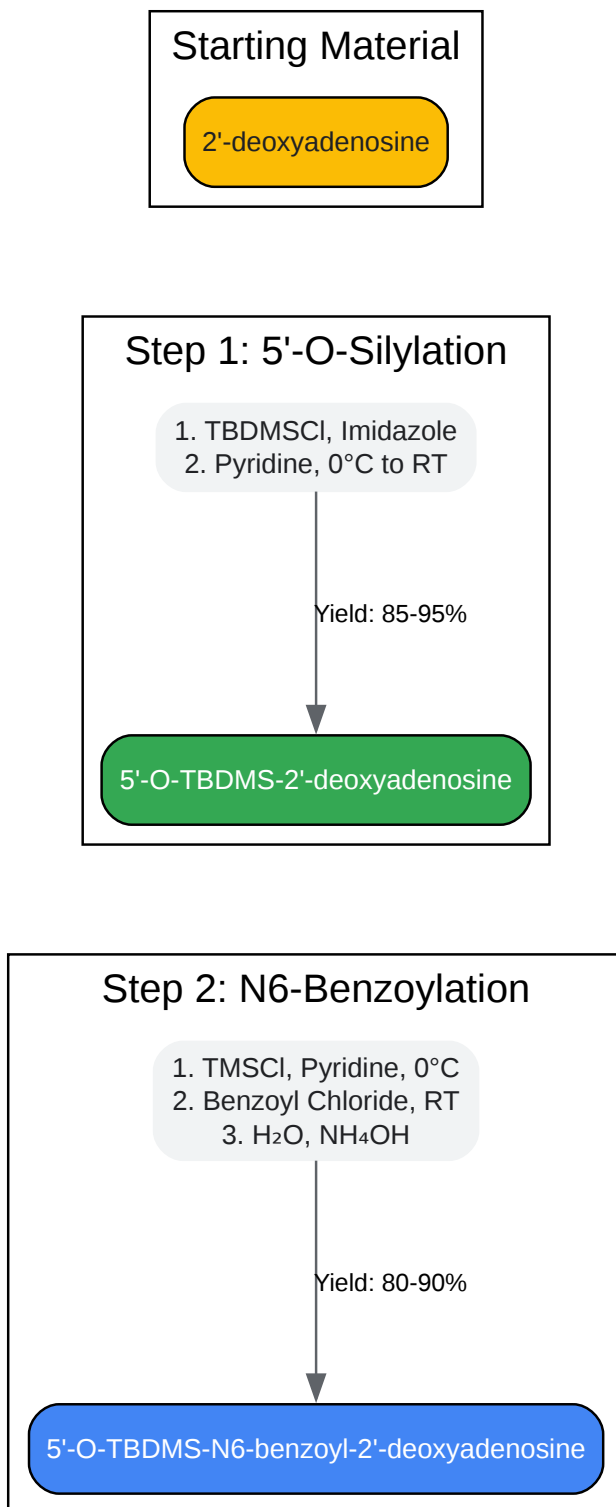 Starting Material
2'-deoxyadenosine
Step 1: 5'-O-Silylation
1. TBDMSCl, Imidazole
2. Pyridine, 0°C to RT
Yield: 85-95%
5'-O-TBDMS-2'-deoxyadenosine
Step 2: N6-Benzoylation
1. TMSCl, Pyridine, 0°C
2. Benzoyl Chloride, RT
3. H₂O, NH₄OH
Yield: 80-90%
5'-O-TBDMS-N6-benzoyl-2'-deoxyadenosine